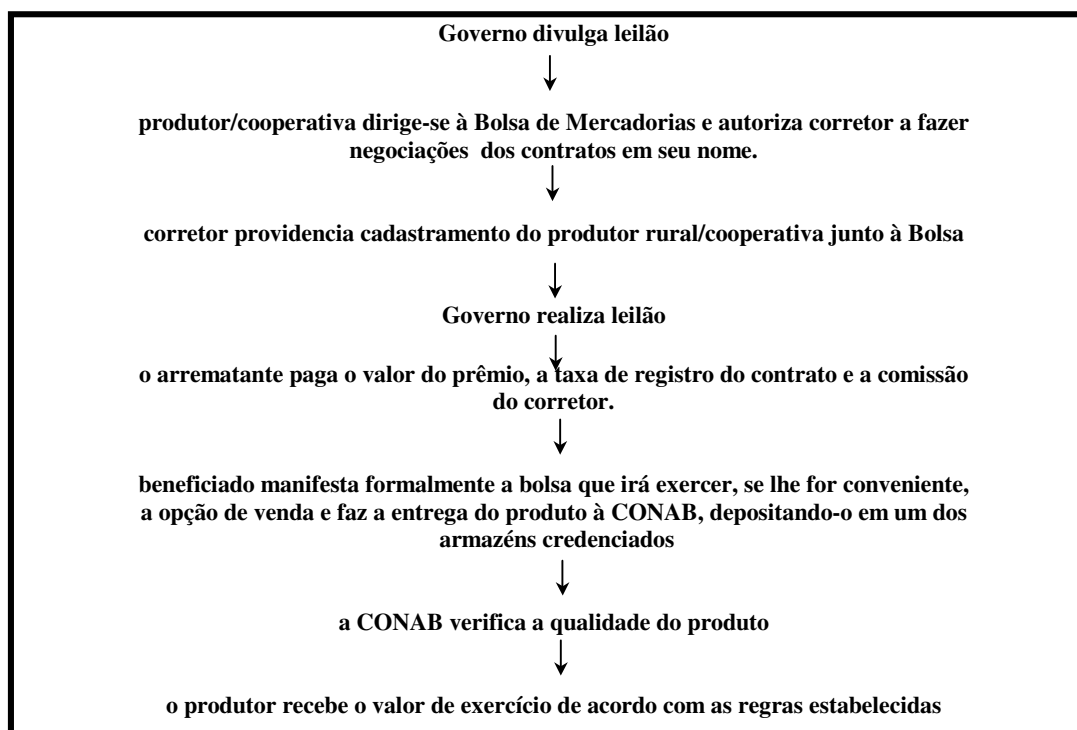 Governo divulga leilão
produtor/cooperativa dirige-se à Bolsa de Mercadorias e autoriza corretor a fazer
negociações dos contratos em seu nome.
corretor providencia cadastramento do produtor rural/cooperativa junto à Bolsa
Governo realiza leilão
o arrematante paga o valor do prêmio, a taxa de registro do contrato e a comissão
do corretor.
beneficiado manifesta formalmente a bolsa que irá exercer, se lhe for conveniente,
a opção de venda e faz a entrega do produto à CONAB, depositando-o em um dos
armazéns credenciados
a CONAB verifica a qualidade do produto
o produtor recebe o valor de exercício de acordo com as regras estabelecidas